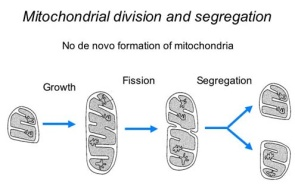 Mitochondrial division and segregation
No de novo formation of mitochondria
Growth
Fission
Segregation